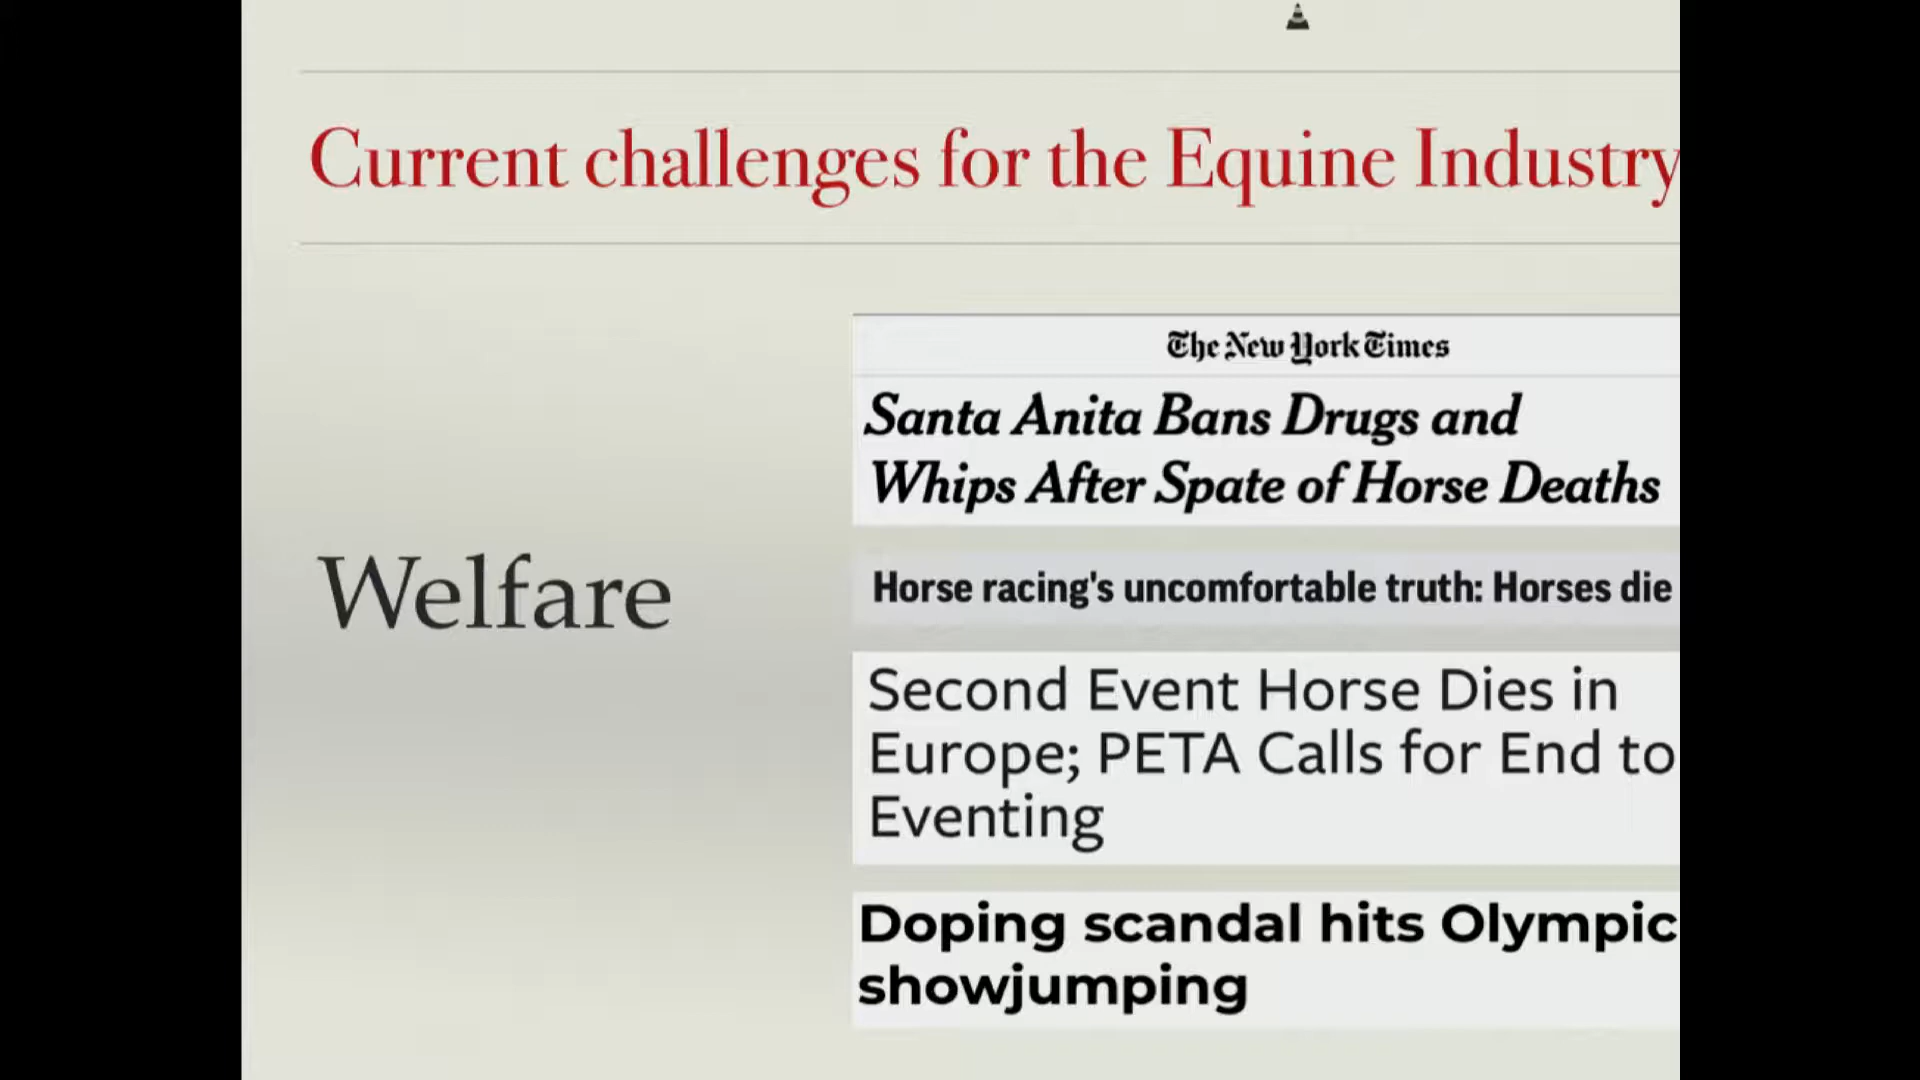 Current challenges for the Equine Industry
Welfare
The New York Times
Santa Anita Bans Drugs and
Whips After Spate of Horse Deaths
Horse racing's uncomfortable truth: Horses die
Second Event Horse Dies in
Europe; PETA Calls for End to
Eventing
Doping scandal hits Olympic
showjumping